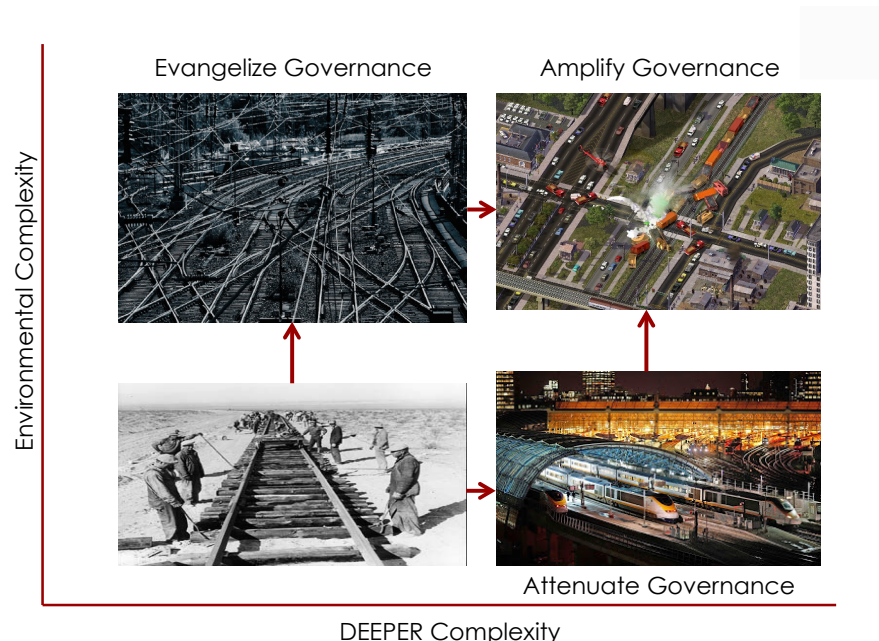 Evangelize Governance
Amplify Governance
Environmental Complexity
Attenuate Governance
DEEPER Complexity